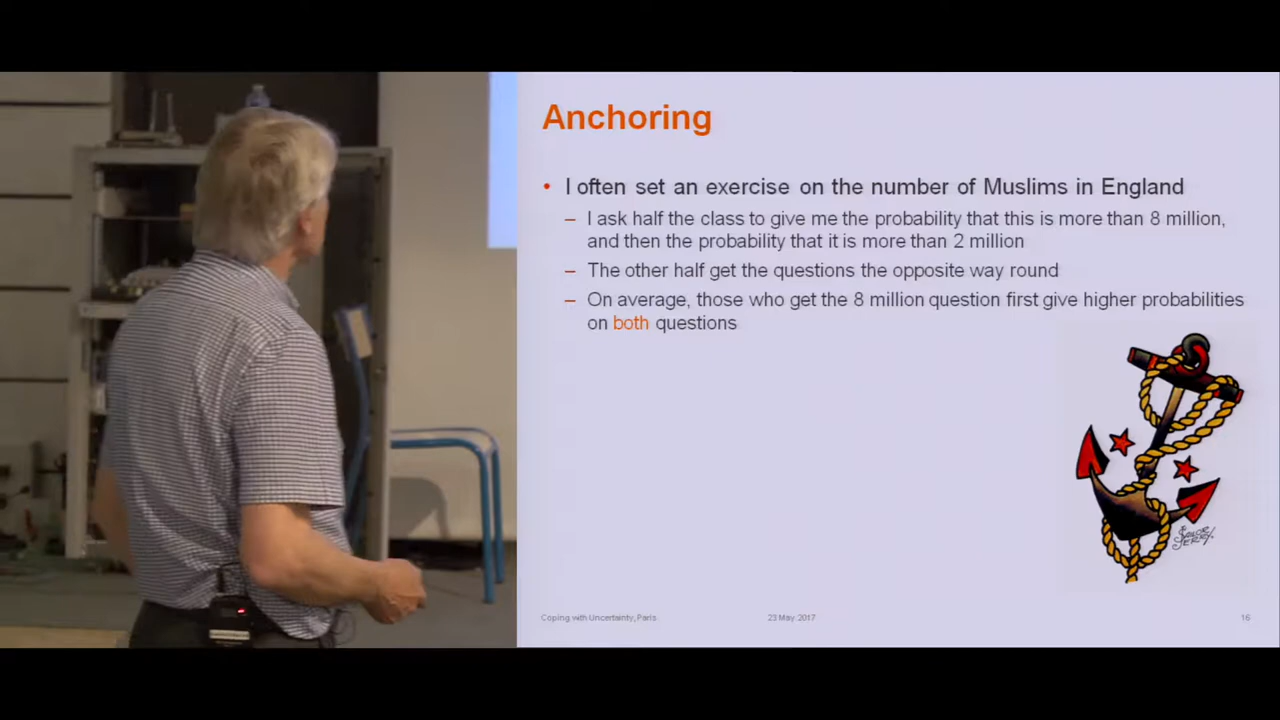 Anchoring
• I often set an exercise on the number of Muslims in England
– I ask half the class to give me the probability that this is more than 8 million,
and then the probability that it is more than 2 million
– The other half get the questions the opposite way round
– On average, those who get the 8 million question first give higher probabilities
on both questions
SAILOR
JERRY
Coping with Uncertainty, Paris
23 May 2017
16